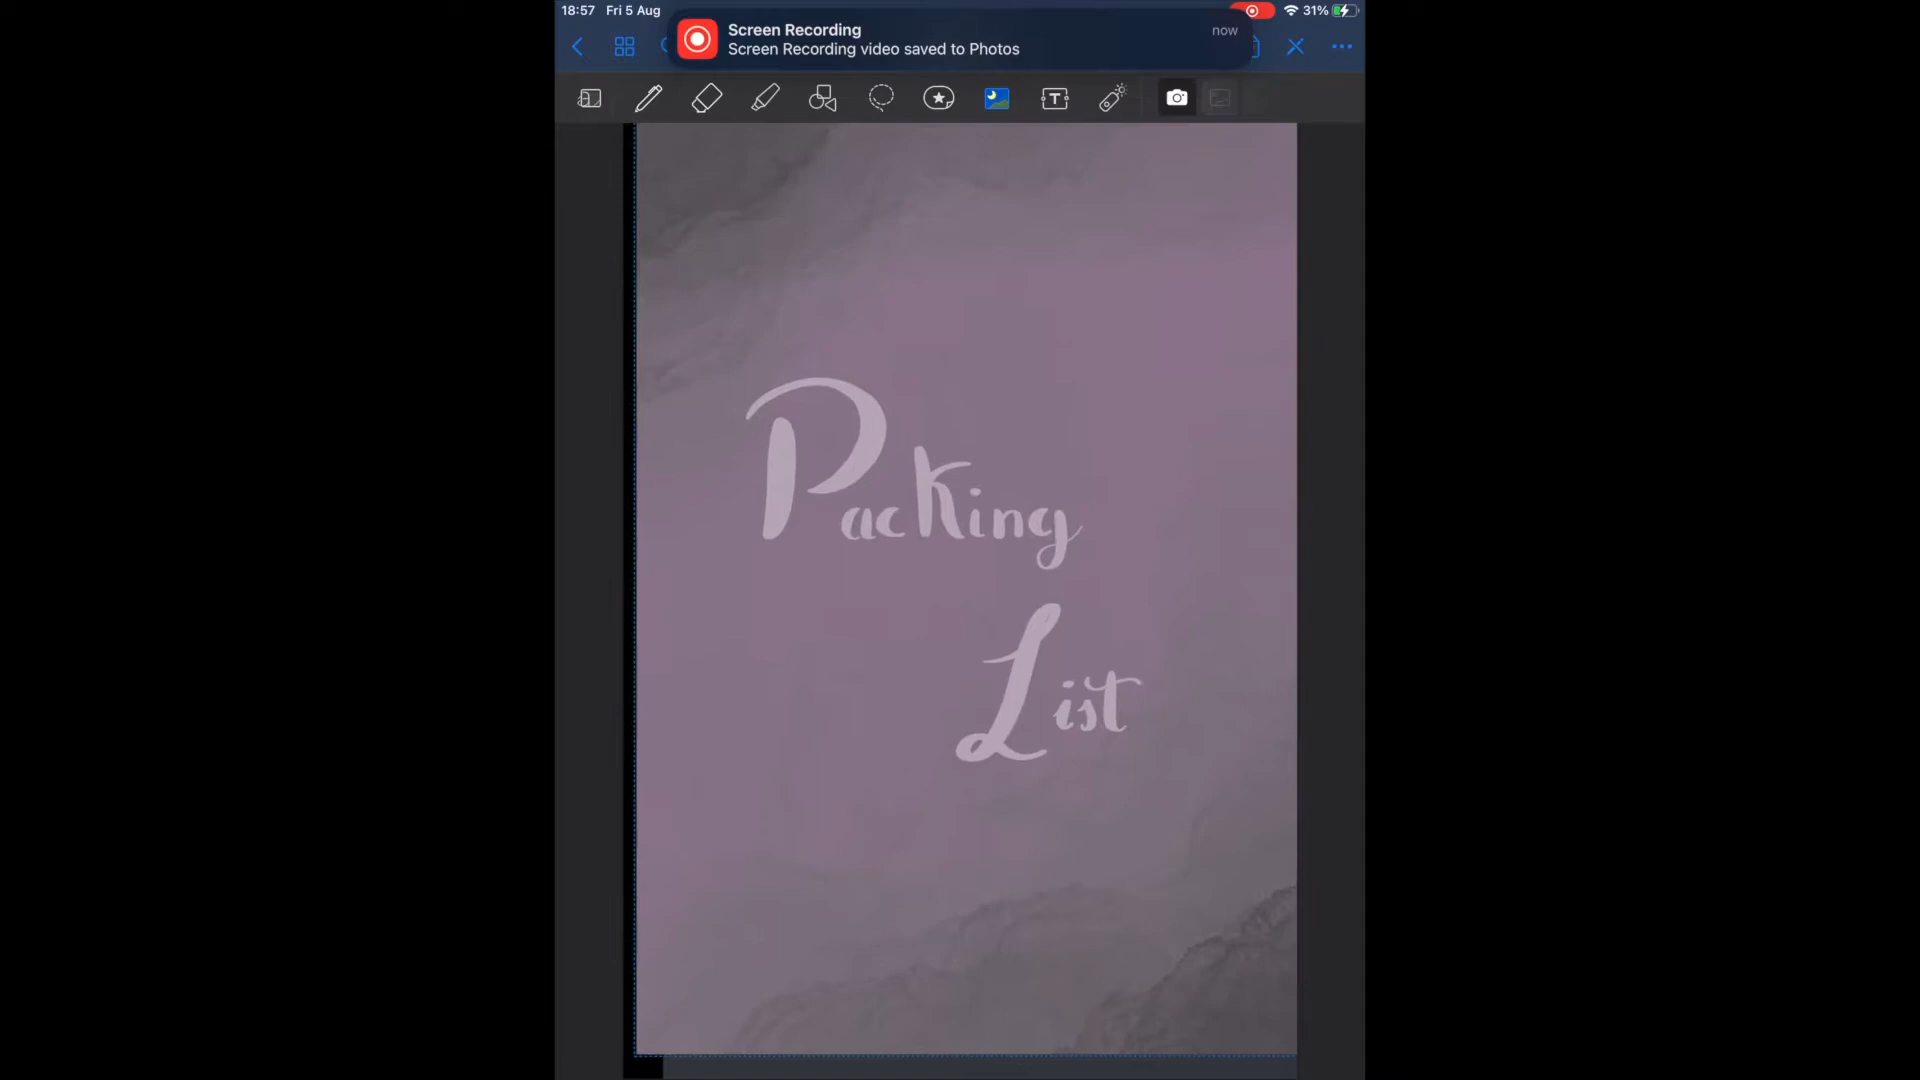 18:57 Fri 5 Aug
31%
Screen Recording
now
Screen Recording video saved to Photos
T
Packing
List